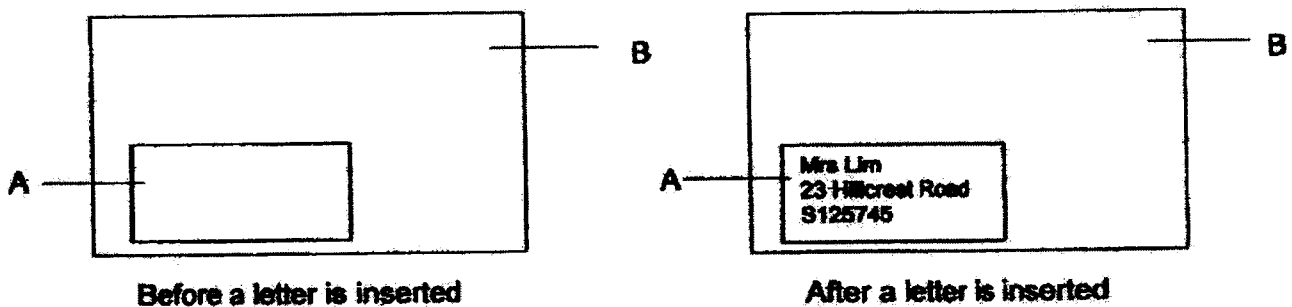 B
A
Before a letter is inserted
B
A
Mrs Lim
23 Hillcrest Road
S125745
After a letter is inserted